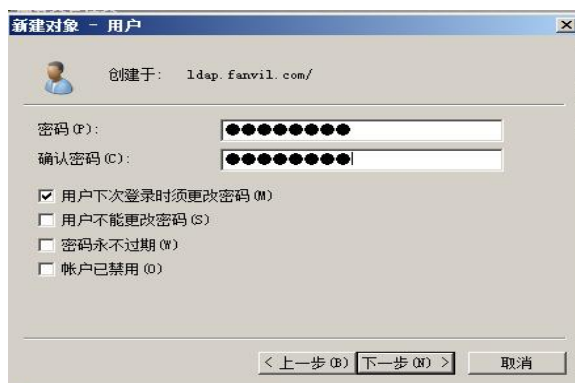 新建对象 - 用户
创建于: ldap.fanvil.com/
密码(P):
确认密码(C):
用户下次登录时须更改密码(M)
用户不能更改密码(S)
密码永不过期(W)
帐户已禁用(O)
< 上一步(B) 下一步(N) > 取消